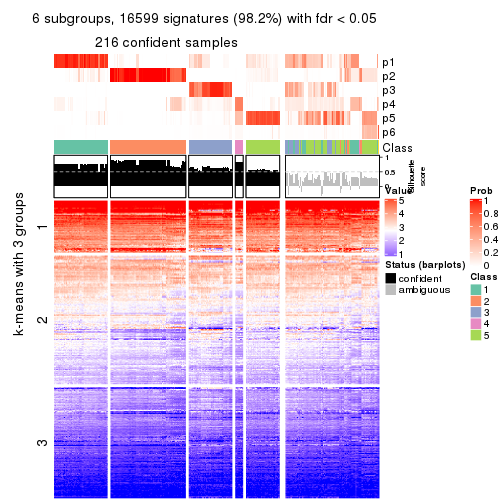 6 subgroups, 16599 signatures (98.2%) with fdr < 0.05
216 confident samples
p1
p2
p3
p4
p5
p6
Class
1
0.5
0
Silhouette
score
k-means with 3 groups
1
2
3
Value
5
4
3
2
1
Status (barplots)
confident
ambiguous
Prob
1
0.8
0.6
0.4
0.2
0
Class
1
2
3
4
5